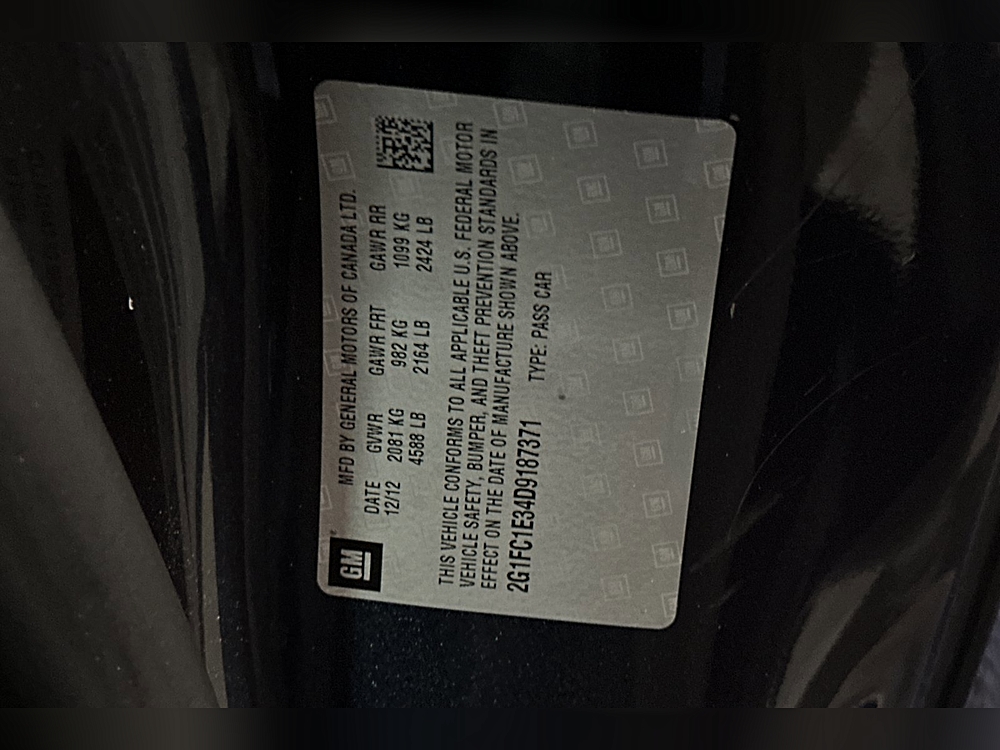 GM
MFD BY GENERAL MOTORS OF CANADA LTD.
DATE GVWR GAWR FRT GAWR RR
12/12 2081 KG 982 KG 1099 KG
4588 LB 2164 LB 2424 LB
THIS VEHICLE CONFORMS TO ALL APPLICABLE U.S. FEDERAL MOTOR
VEHICLE SAFETY, BUMPER, AND THEFT PREVENTION STANDARDS IN
EFFECT ON THE DATE OF MANUFACTURE SHOWN ABOVE.
2G1FC1E34D9187371 TYPE: PASS CAR